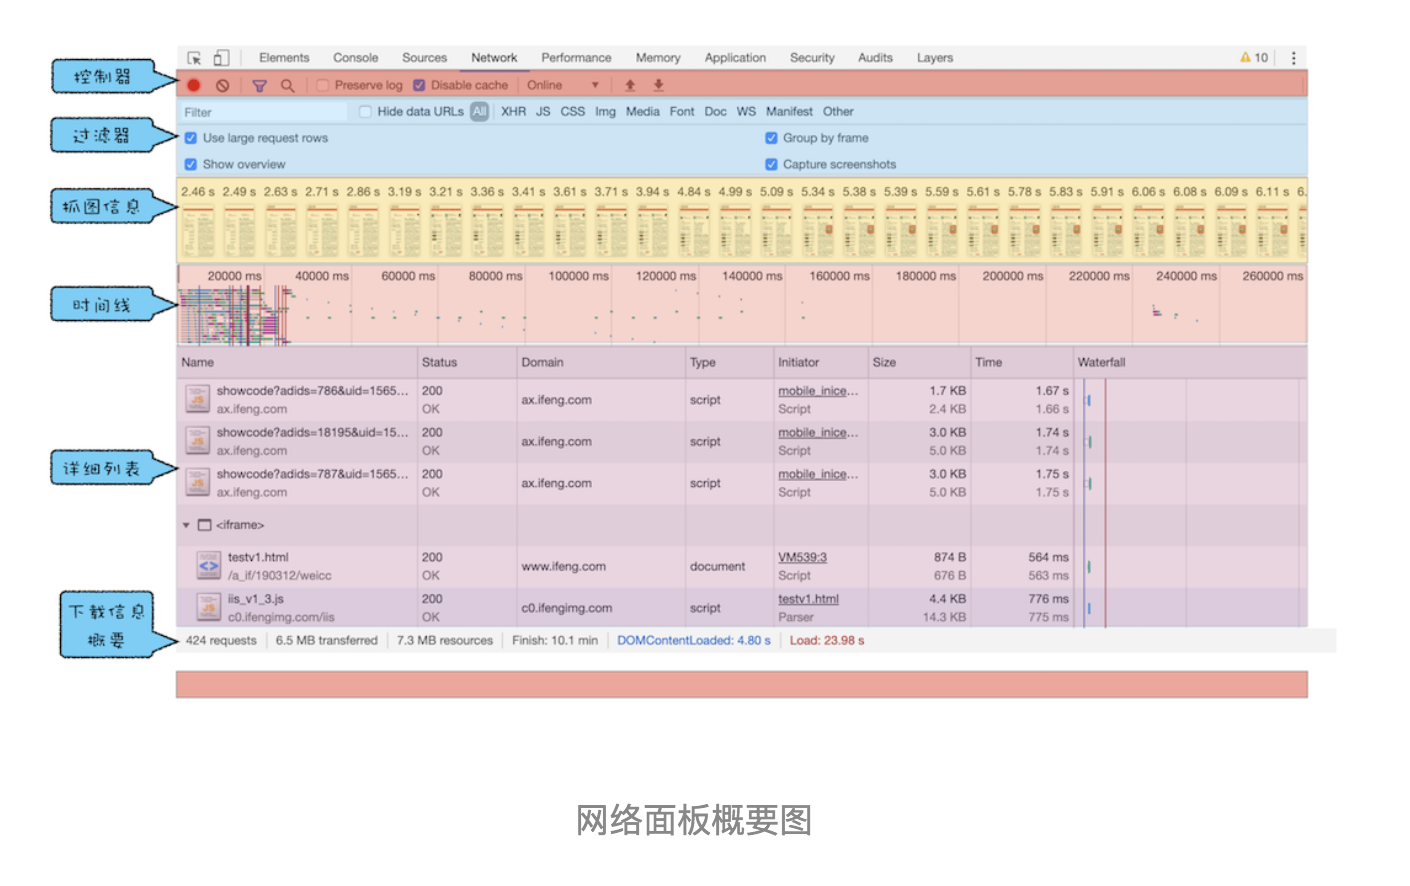 Elements Console Sources Network Performance Memory Application Security Audits Layers 10
控制器
Preserve log Disable cache Online
Filter Hide data URLs All XHR JS CSS Img Media Font Doc WS Manifest Other
过滤器
Use large request rows Group by frame
Show overview Capture screenshots
抓图信息
2.46 s 2.49 s 2.63 s 2.71 s 2.86 s 3.19 s 3.21 s 3.36 s 3.41 s 3.61 s 3.71 s 3.94 s 4.84 s 4.99 s 5.09 s 5.34 s 5.38 s 5.39 s 5.59 s 5.61 s 5.78 s 5.83 s 5.91 s 6.06 s 6.08 s 6.09 s 6.11 s 6.
20000 ms 40000 ms 60000 ms 80000 ms 100000 ms 120000 ms 140000 ms 160000 ms 180000 ms 200000 ms 220000 ms 240000 ms 260000 ms
时间线
Name Status Domain Type Initiator Size Time Waterfall
showcode?adids=786&uid=1565... 200 ax.ifeng.com script mobile_inice... 1.7 KB 1.67 s
ax.ifeng.com OK Script 2.4 KB 1.66 s
showcode?adids=18195&uid=15... 200 ax.ifeng.com script mobile_inice... 3.0 KB 1.74 s
ax.ifeng.com OK Script 5.0 KB 1.74 s
详细列表
showcode?adids=787&uid=1565... 200 ax.ifeng.com script mobile_inice... 3.0 KB 1.75 s
ax.ifeng.com OK Script 5.0 KB 1.75 s
<iframe>
testv1.html 200 www.ifeng.com document VM539:3 874 B 564 ms
/a_if/190312/weicc OK Script 676 B 563 ms
iis_v1_3.js 200 c0.ifengimg.com script testv1.html 4.4 KB 776 ms
c0.ifengimg.com/iis OK Parser 14.3 KB 775 ms
下载信息
概要
424 requests 6.5 MB transferred 7.3 MB resources Finish: 10.1 min DOMContentLoaded: 4.80 s Load: 23.98 s
网络面板概要图